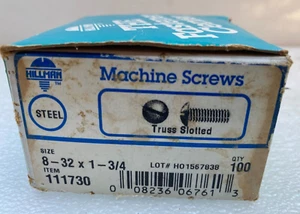 HILLMAN
Machine Screws
STEEL
Truss Slotted
SIZE
8-32 x 1-3/4
LOT# H01567838
QTY
100
ITEM
111730
0 08236 06761 3